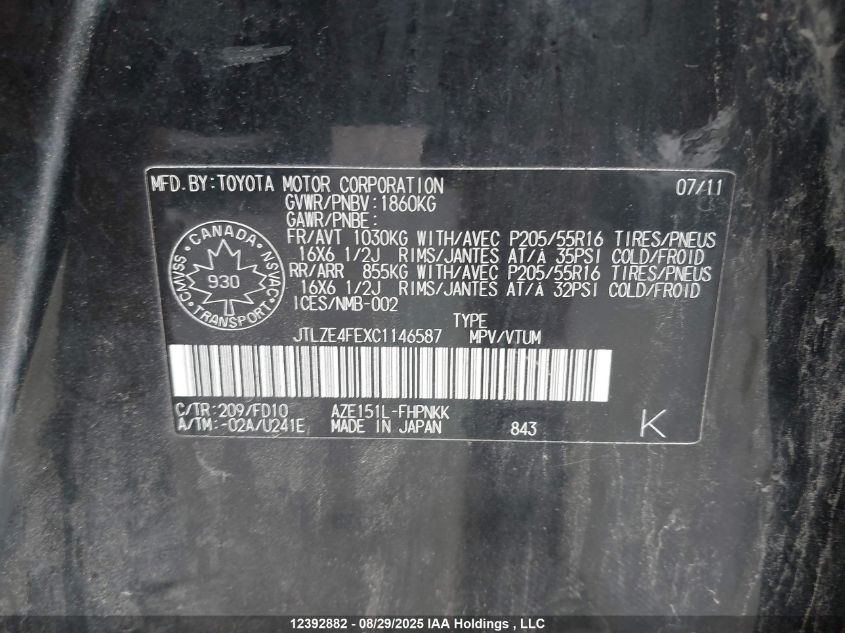 MFD.BY:TOYOTA MOTOR CORPORATION 07/11
GVWR/PNBV:1860KG
GAWR/PNBE:
FR/AVT 1030KG WITH/AVEC P205/55R16 TIRES/PNEUS
16X6 1/2J RIMS/JANTES AT/À 35PSI COLD/FROID
RR/ARR 855KG WITH/AVEC P205/55R16 TIRES/PNEUS
16X6 1/2J RIMS/JANTES AT/À 32PSI COLD/FROID
ICES/NMB-002
CANADA
CMVSS 930 NSVAC
TRANSPORT
TYPE
JTLZE4FEXC1146587 MPV/VTUM
C/TR:209/FD10 AZE151L-FHPNKK
A/TM:-02A/U241E MADE IN JAPAN 843 K
12392882 - 08/29/2025 IAA Holdings , LLC